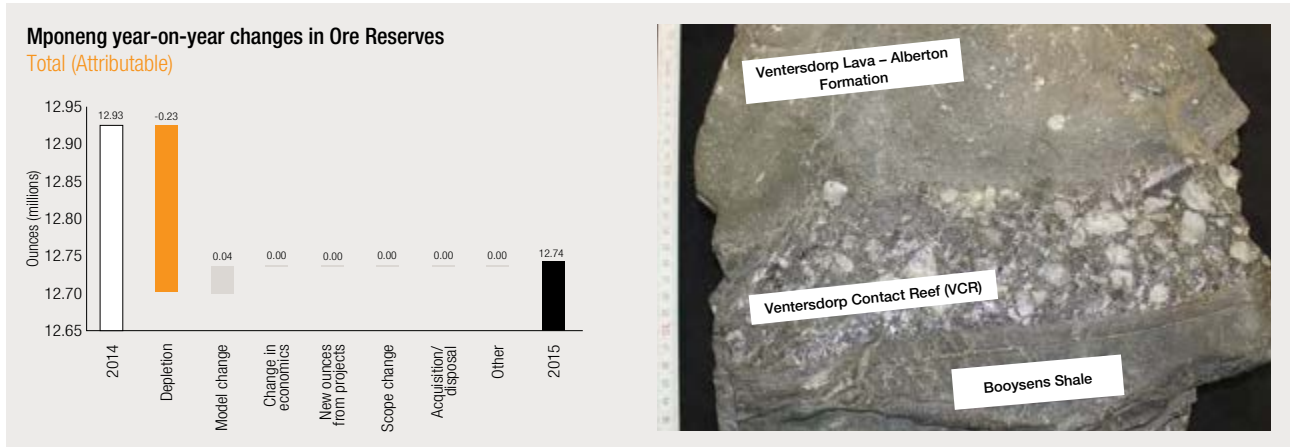 Mponeng year-on-year changes in Ore Reserves
Total (Attributable)
Ounces (millions)
12.95
12.90
12.85
12.80
12.75
12.70
12.65
12.93
-0.23
0.04
0.00
0.00
0.00
0.00
0.00
12.74
2014
Depletion
Model change
Change in
economics
New ounces
from projects
Scope change
Acquisition/
disposal
Other
2015
Ventersdorp Lava – Alberton
Formation
Ventersdorp Contact Reef (VCR)
Booysens Shale